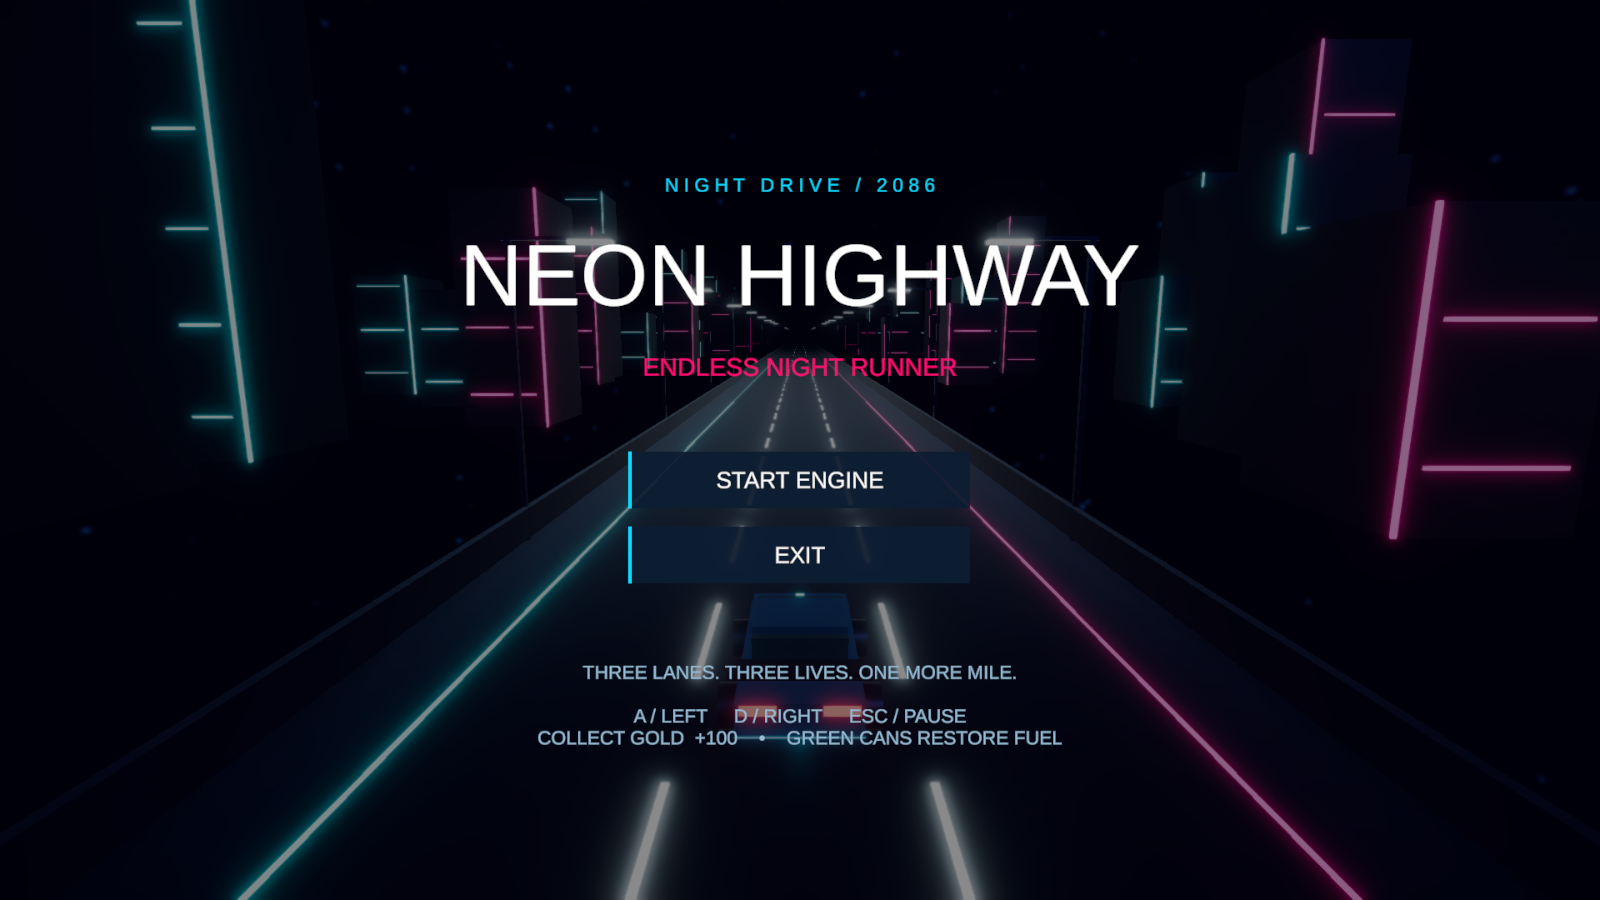 NIGHT DRIVE / 2086
NEON HIGHWAY
ENDLESS NIGHT RUNNER
START ENGINE
EXIT
THREE LANES. THREE LIVES. ONE MORE MILE.
A / LEFT D / RIGHT ESC / PAUSE
COLLECT GOLD +100 • GREEN CANS RESTORE FUEL